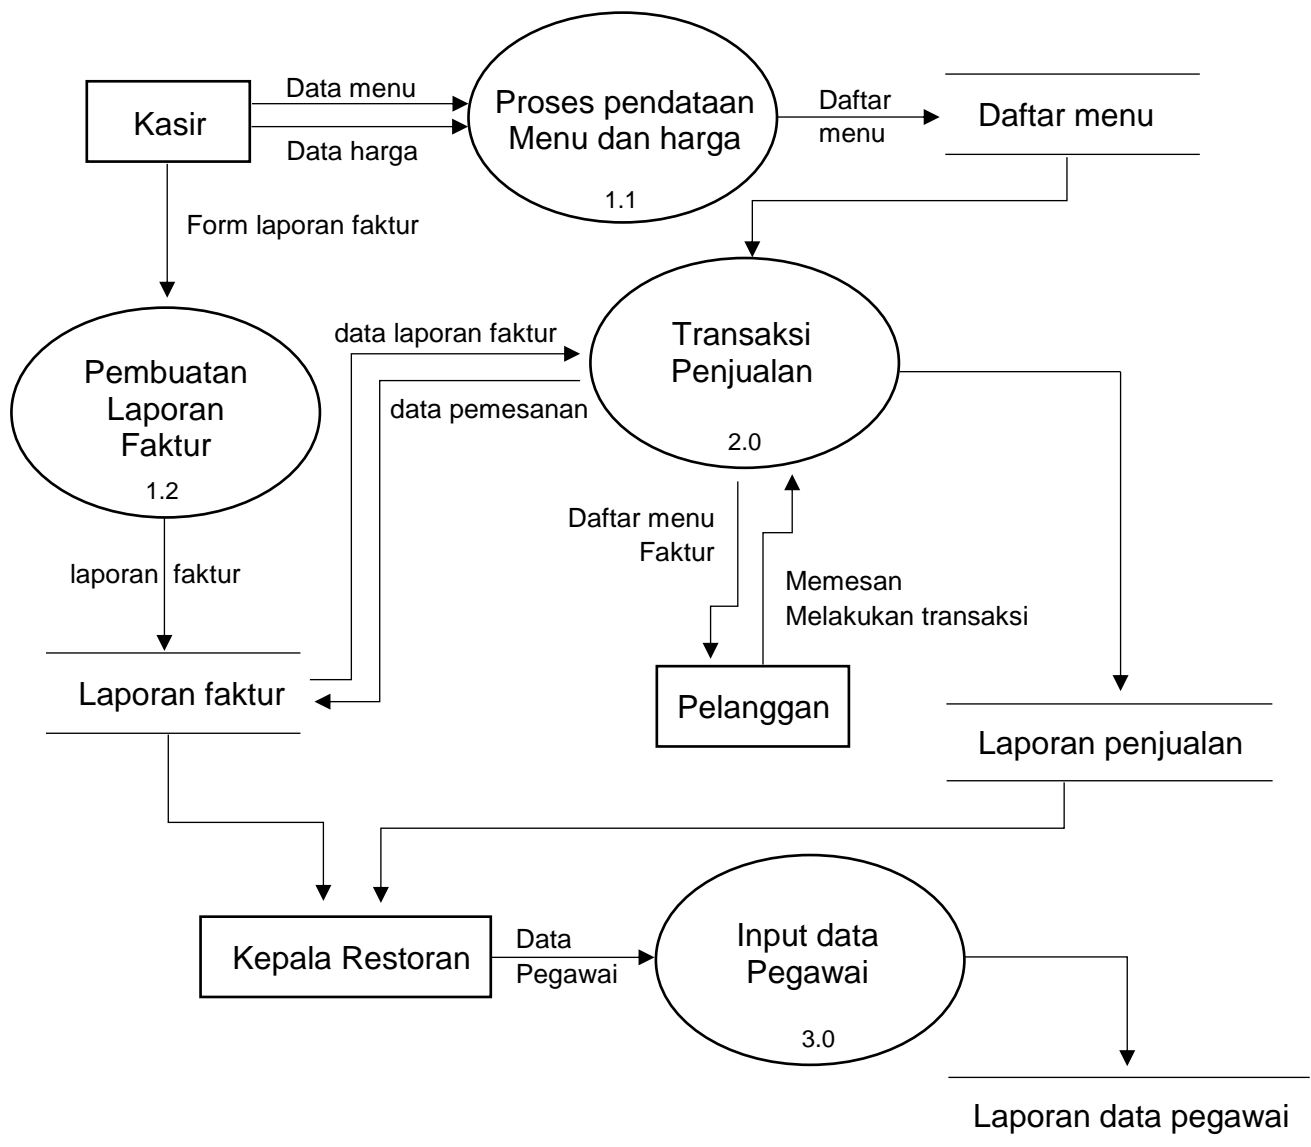 Kasir
Data menu
Data harga
Proses pendataan
Menu dan harga
1.1
Daftar
menu
Daftar menu
Form laporan faktur
Pembuatan
Laporan
Faktur
1.2
data laporan faktur
data pemesanan
Transaksi
Penjualan
2.0
laporan faktur
Daftar menu
Faktur
Memesan
Melakukan transaksi
Laporan faktur
Pelanggan
Laporan penjualan
Kepala Restoran
Data
Pegawai
Input data
Pegawai
3.0
Laporan data pegawai